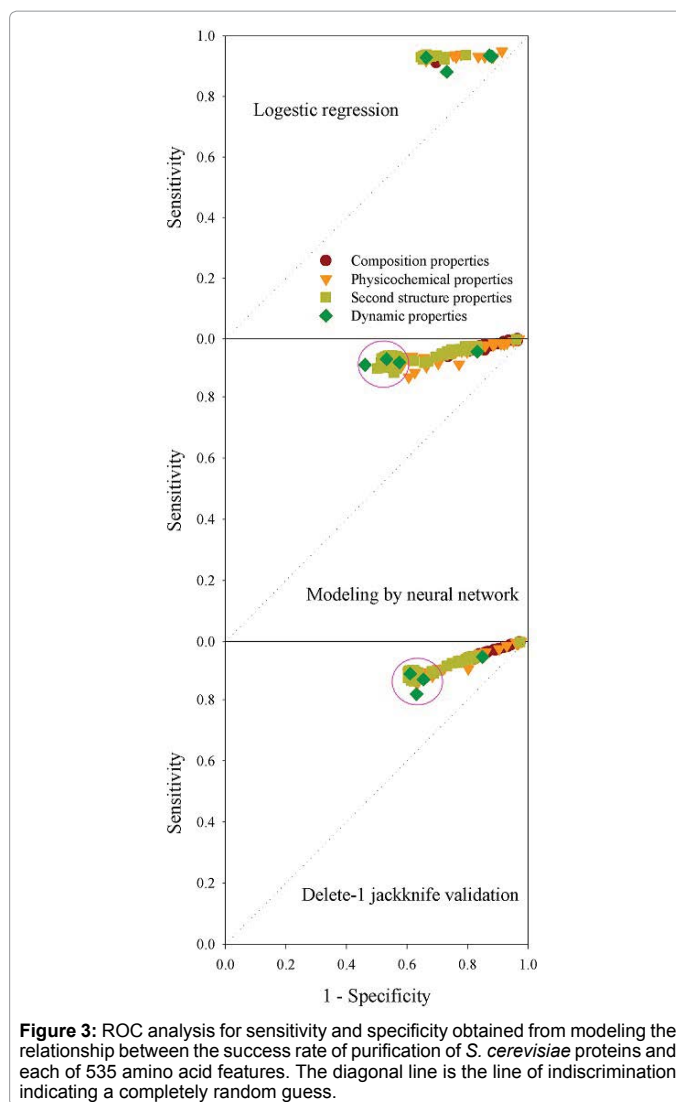 1.0
0.8
0.6
0.4
0.2
0.0
Sensitivity
Logestic regression
Composition properties
Physicochemical properties
Second structure properties
Dynamic properties
0.8
0.6
0.4
0.2
0.0
Sensitivity
Modeling by neural network
0.8
0.6
0.4
0.2
0.0
Sensitivity
Delete-1 jackknife validation
0.0 0.2 0.4 0.6 0.8 1.0
1 - Specificity
Figure 3: ROC analysis for sensitivity and specificity obtained from modeling the
relationship between the success rate of purification of S. cerevisiae proteins and
each of 535 amino acid features. The diagonal line is the line of indiscrimination
indicating a completely random guess.